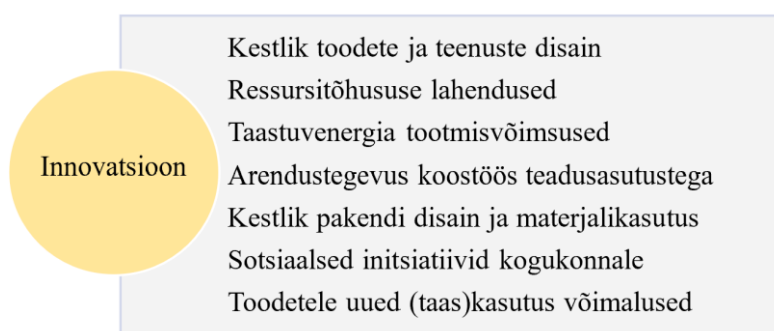 Innovatsioon
Kestlik toodete ja teenuste disain
Ressursitõhususe lahendused
Taastuvenergia tootmisvõimsused
Arendustegevus koostöös teadusasutustega
Kestlik pakendi disain ja materjalikasutus
Sotsiaalsed initsiatiivid kogukonnale
Toodetele uued (taas)kasutus võimalused